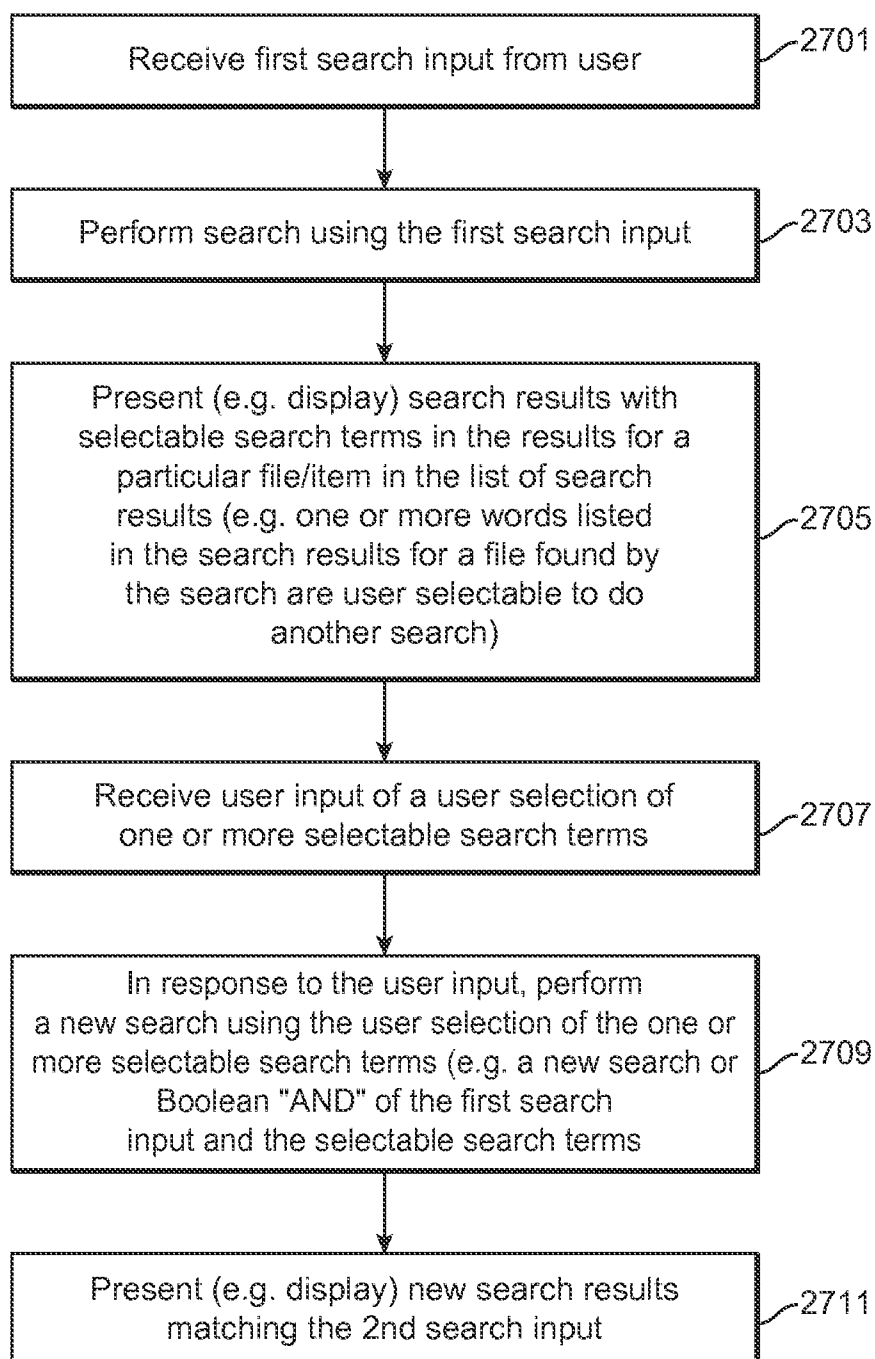 Receive first search input from user
2701
Perform search using the first search input
2703
Present (e.g. display) search results with
selectable search terms in the results for a
particular file/item in the list of search
results (e.g. one or more words listed
in the search results for a file found by
the search are user selectable to do
another search)
2705
Receive user input of a user selection of
one or more selectable search terms
2707
In response to the user input, perform
a new search using the user selection of the one or
more selectable search terms (e.g. a new search or
Boolean "AND" of the first search
input and the selectable search terms
2709
Present (e.g. display) new search results
matching the 2nd search input
2711